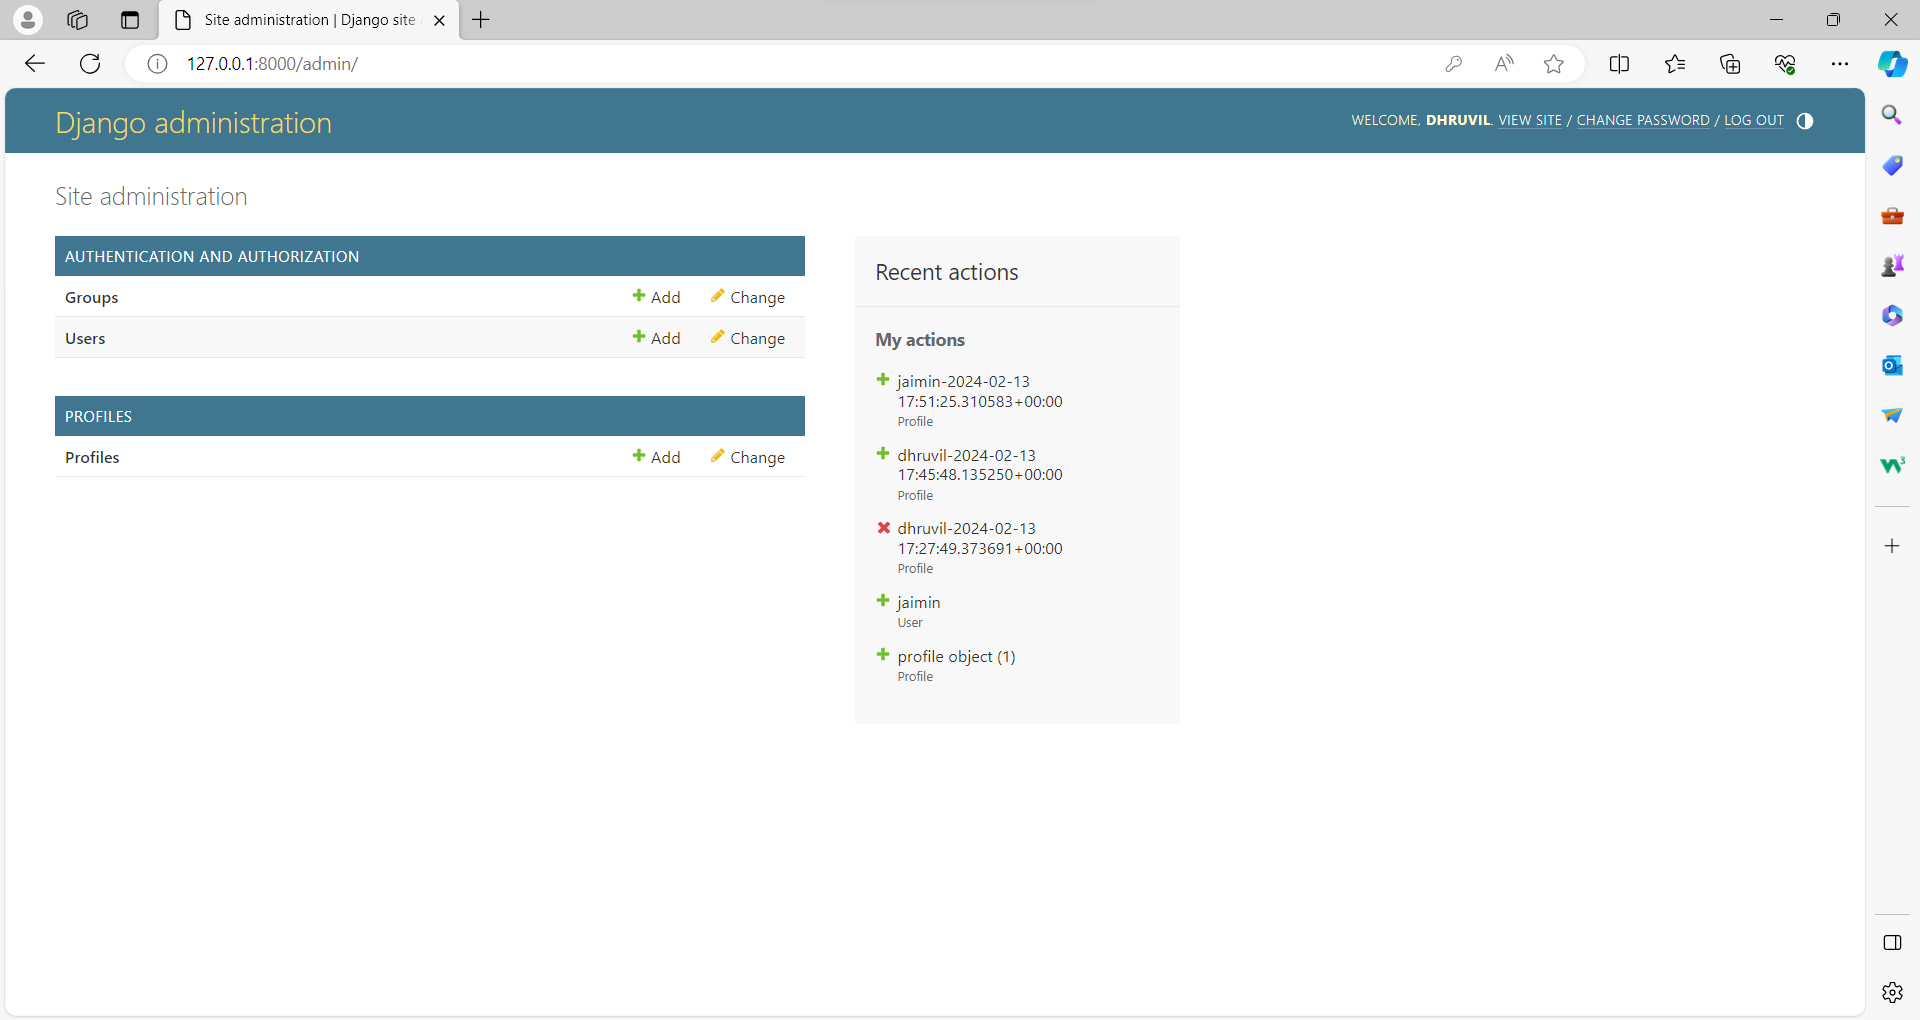 Site administration | Django site
127.0.0.1:8000/admin/
Django administration
WELCOME, DHRUVIL. VIEW SITE / CHANGE PASSWORD / LOG OUT
Site administration
AUTHENTICATION AND AUTHORIZATION
Groups Add Change
Users Add Change
PROFILES
Profiles Add Change
Recent actions
My actions
jaimin-2024-02-13
17:51:25.310583+00:00
Profile
dhruvil-2024-02-13
17:45:48.135250+00:00
Profile
dhruvil-2024-02-13
17:27:49.373691+00:00
Profile
jaimin
User
profile object (1)
Profile